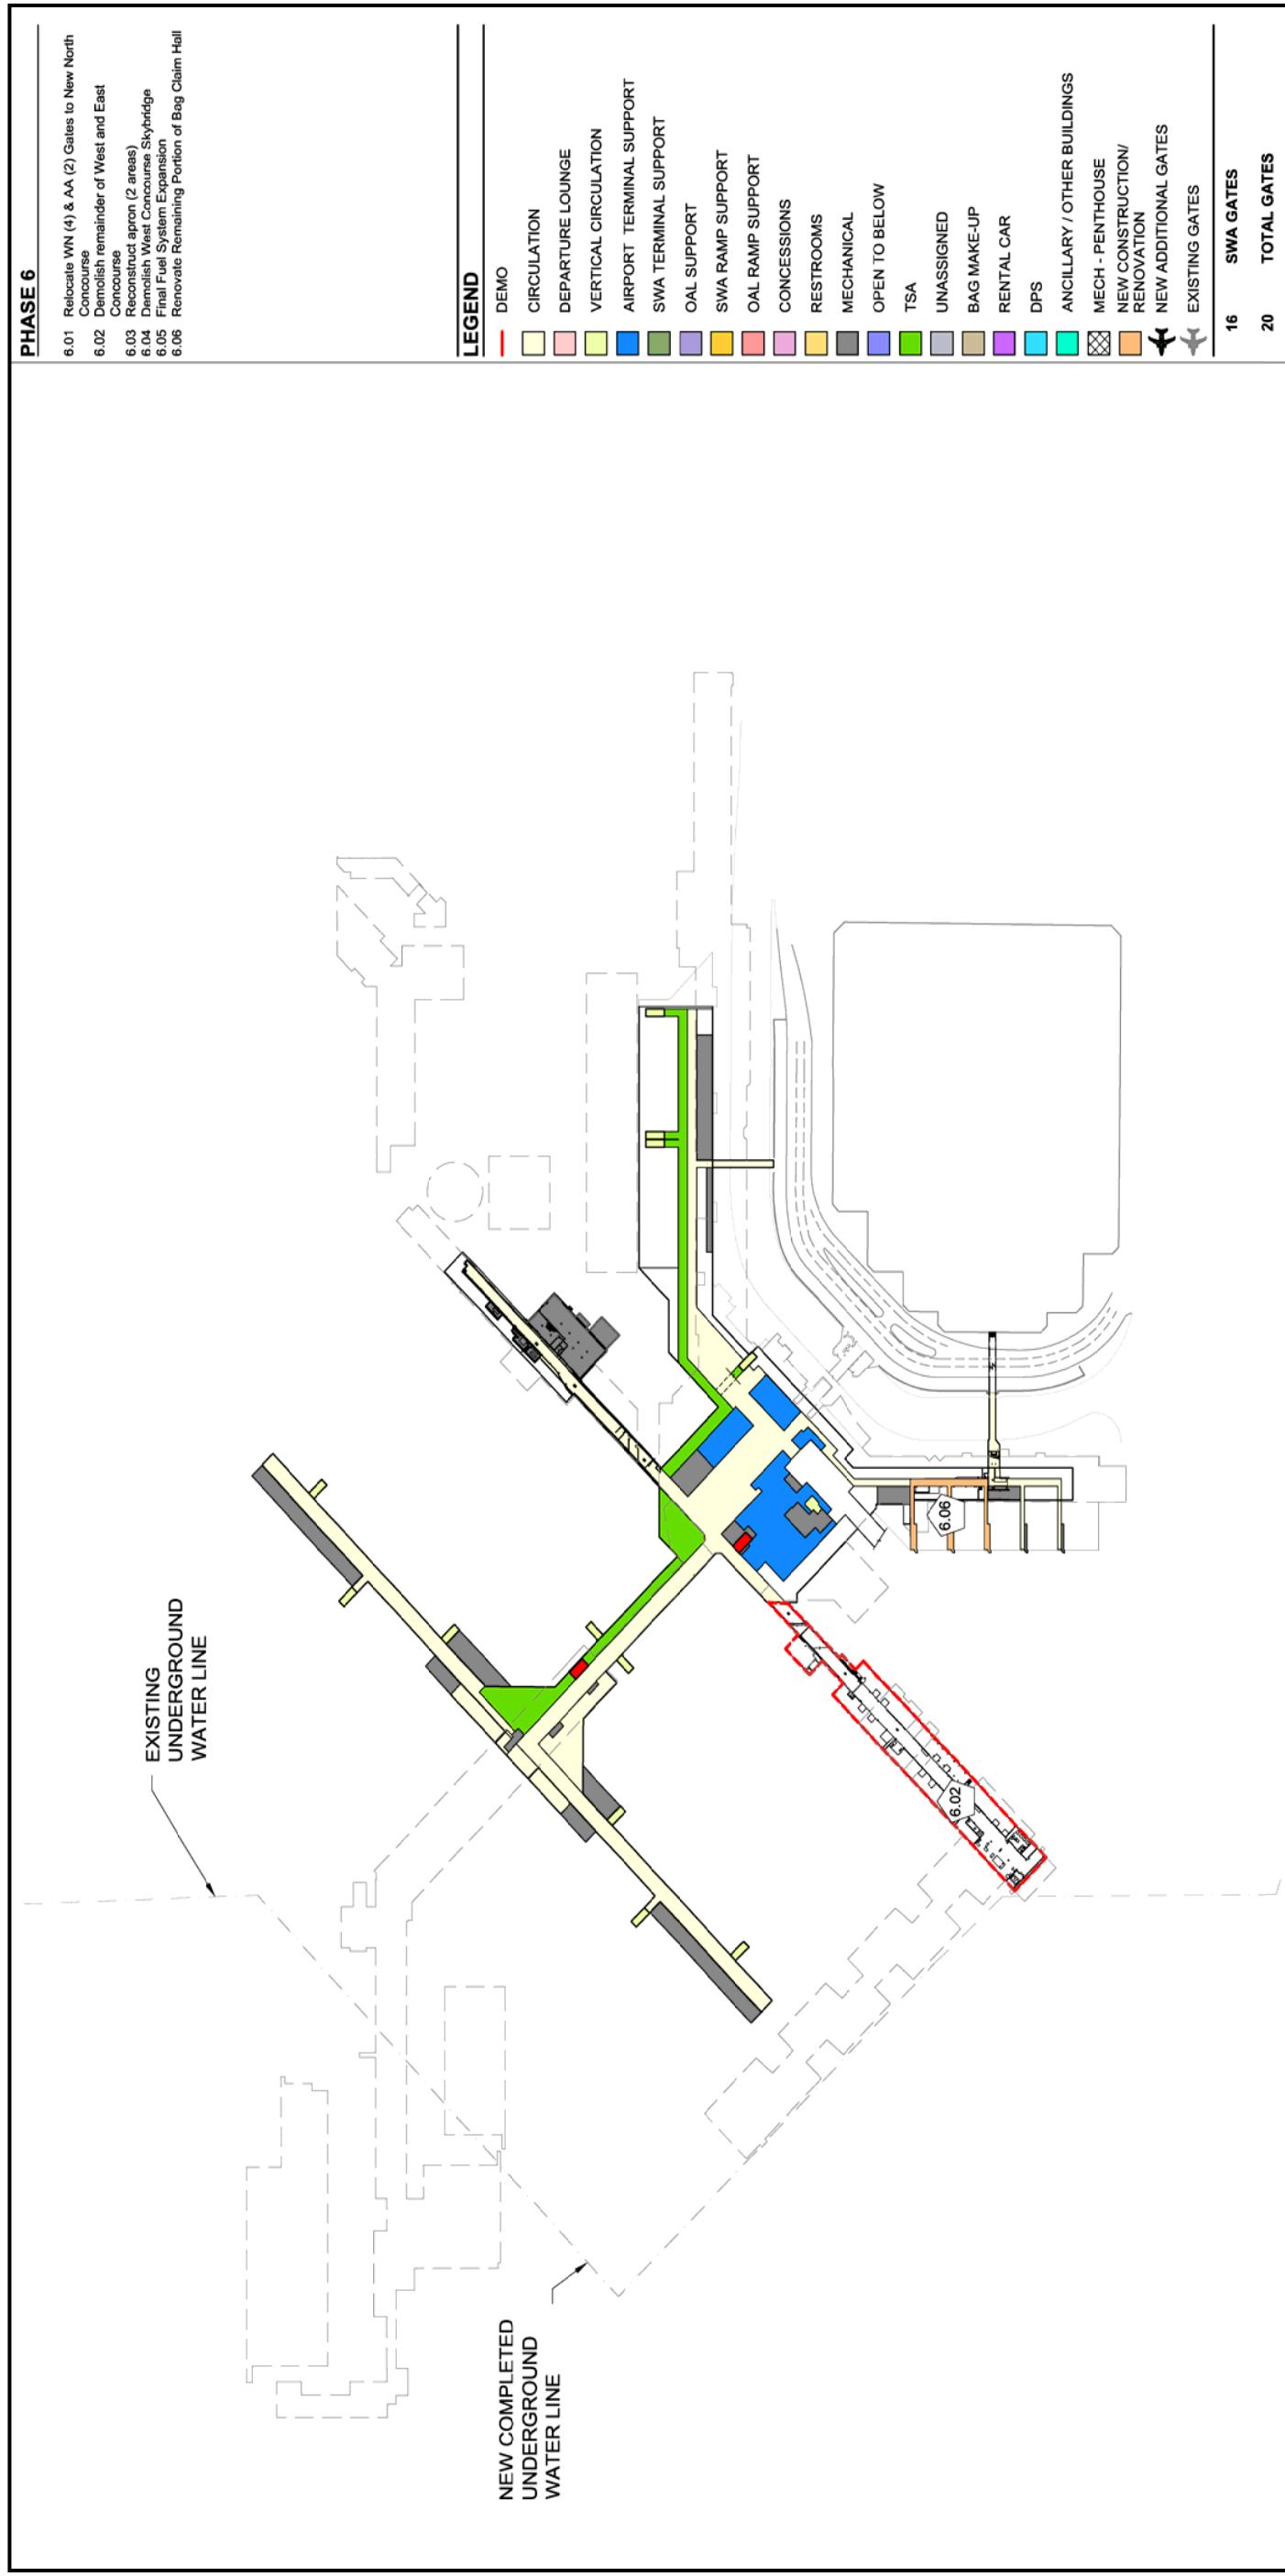 PHASE 6
6.01 Relocate WN (4) & AA (2) Gates to New North
Concourse
6.02 Demolish remainder of West and East
Concourse
6.03 Reconstruct apron (2 areas)
6.04 Demolish West Concourse Skybridge
6.05 Final Fuel System Expansion
6.06 Renovate Remaining Portion of Bag Claim Hall
LEGEND
DEMO
CIRCULATION
DEPARTURE LOUNGE
VERTICAL CIRCULATION
AIRPORT TERMINAL SUPPORT
SWA TERMINAL SUPPORT
OAL SUPPORT
SWA RAMP SUPPORT
OAL RAMP SUPPORT
CONCESSIONS
RESTROOMS
MECHANICAL
OPEN TO BELOW
TSA
UNASSIGNED
BAG MAKE-UP
RENTAL CAR
DPS
ANCILLARY / OTHER BUILDINGS
MECH - PENTHOUSE
NEW CONSTRUCTION/
RENOVATION
NEW ADDITIONAL GATES
EXISTING GATES
16 SWA GATES
20 TOTAL GATES
EXISTING
UNDERGROUND
WATER LINE
NEW COMPLETED
UNDERGROUND
WATER LINE
6.02
6.06